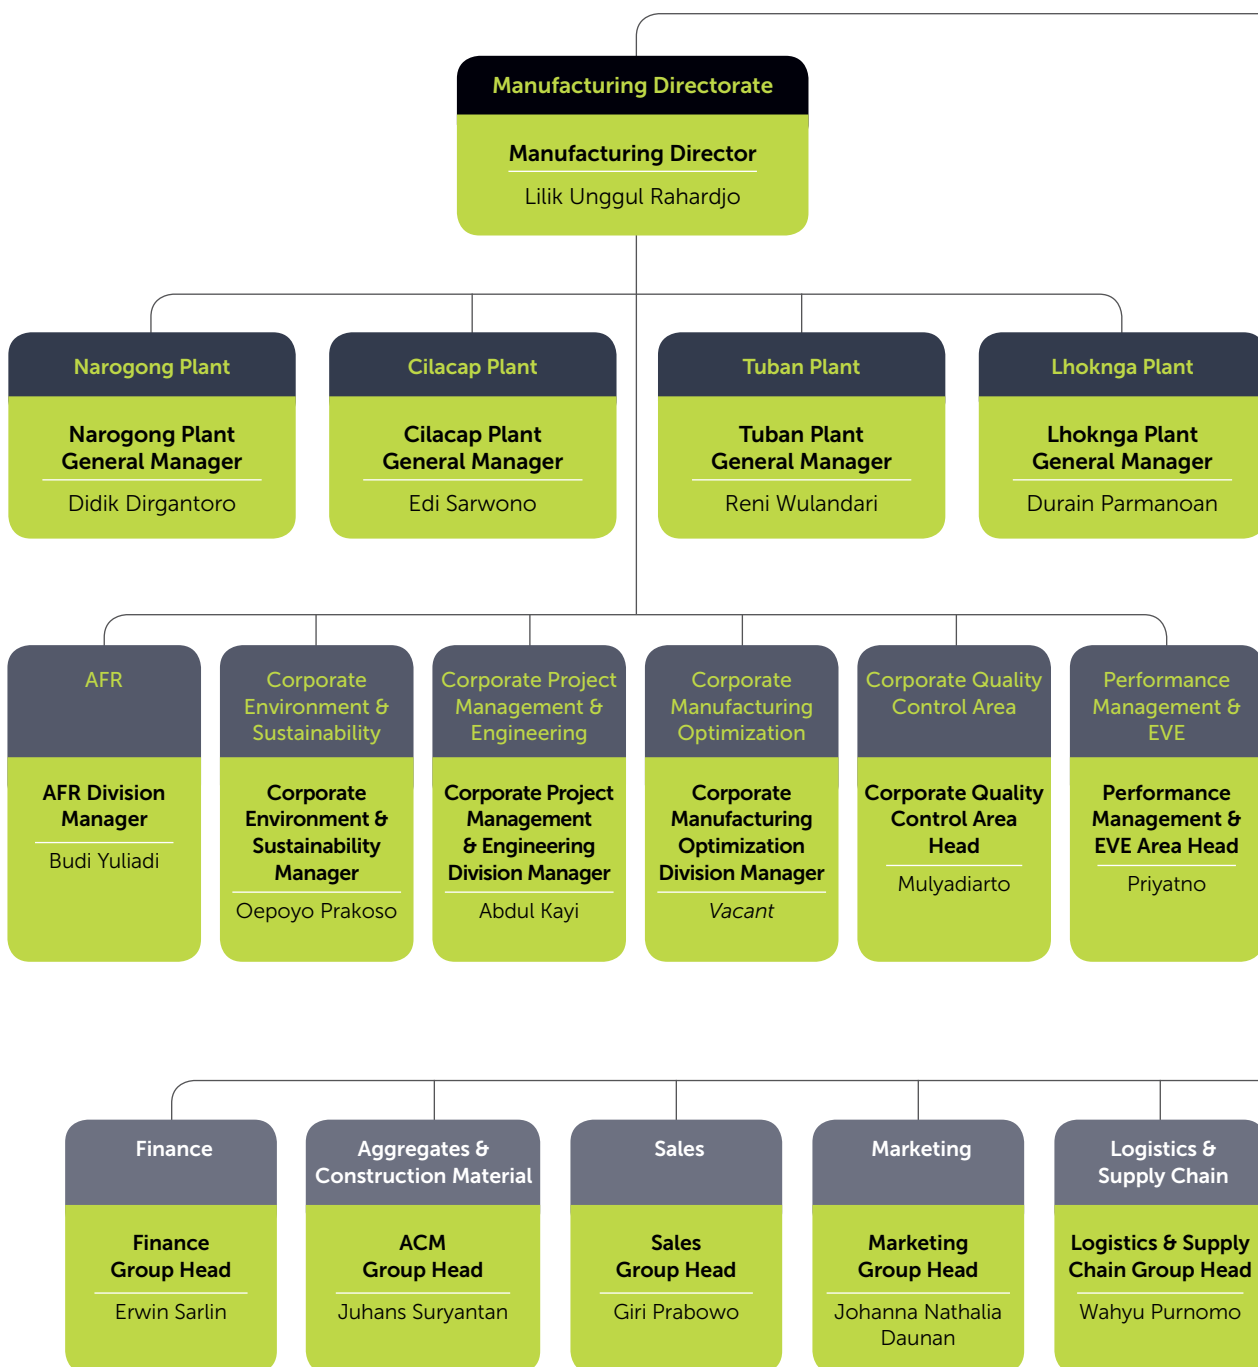 Manufacturing Directorate
Manufacturing Director
Lilik Unggul Rahardjo
Narogong Plant
Narogong Plant
General Manager
Didik Dirgantoro
Cilacap Plant
Cilacap Plant
General Manager
Edi Sarwono
Tuban Plant
Tuban Plant
General Manager
Reni Wulandari
Lhoknga Plant
Lhoknga Plant
General Manager
Durain Parmanoan
AFR
AFR Division
Manager
Budi Yuliadi
Corporate
Environment &
Sustainability
Corporate
Environment &
Sustainability
Manager
Oepoyo Prakoso
Corporate Project
Management &
Engineering
Corporate Project
Management
& Engineering
Division Manager
Abdul Kayi
Corporate
Manufacturing
Optimization
Corporate
Manufacturing
Optimization
Division Manager
Vacant
Corporate Quality
Control Area
Corporate Quality
Control Area
Head
Mulyadiarto
Performance
Management &
EVE
Performance
Management &
EVE Area Head
Priyatno
Finance
Finance
Group Head
Erwin Sarlin
Aggregates &
Construction Material
ACM
Group Head
Juhans Suryantan
Sales
Sales
Group Head
Giri Prabowo
Marketing
Marketing
Group Head
Johanna Nathalia
Daunan
Logistics &
Supply Chain
Logistics & Supply
Chain Group Head
Wahyu Purnomo